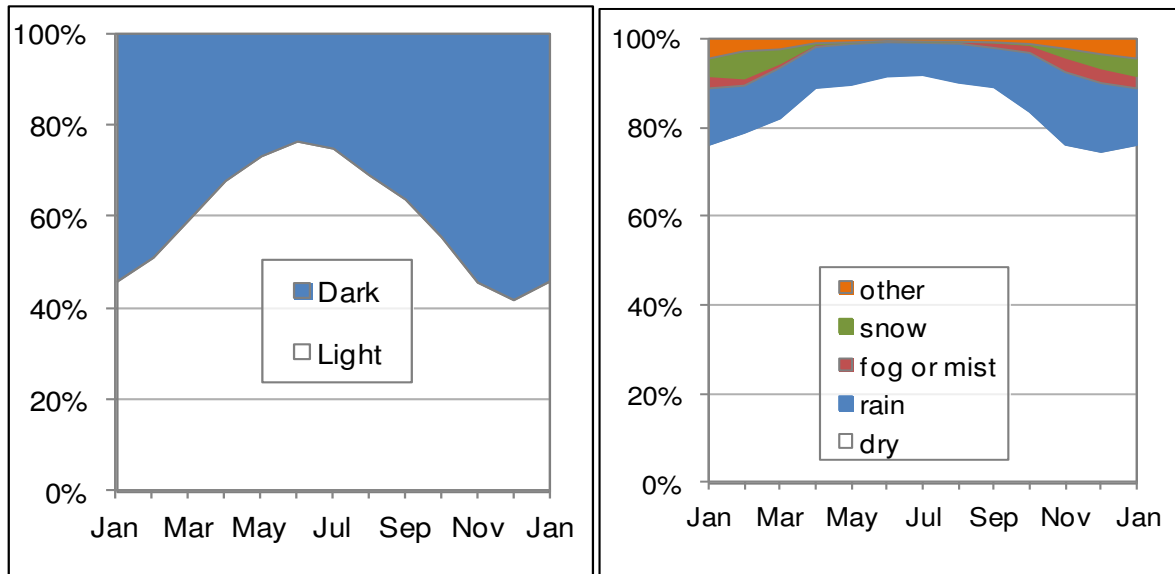 100%
80%
60%
40%
20%
0%
Dark
Light
Jan Mar May Jul Sep Nov Jan
100%
80%
60%
40%
20%
0%
other
snow
fog or mist
rain
dry
Jan Mar May Jul Sep Nov Jan